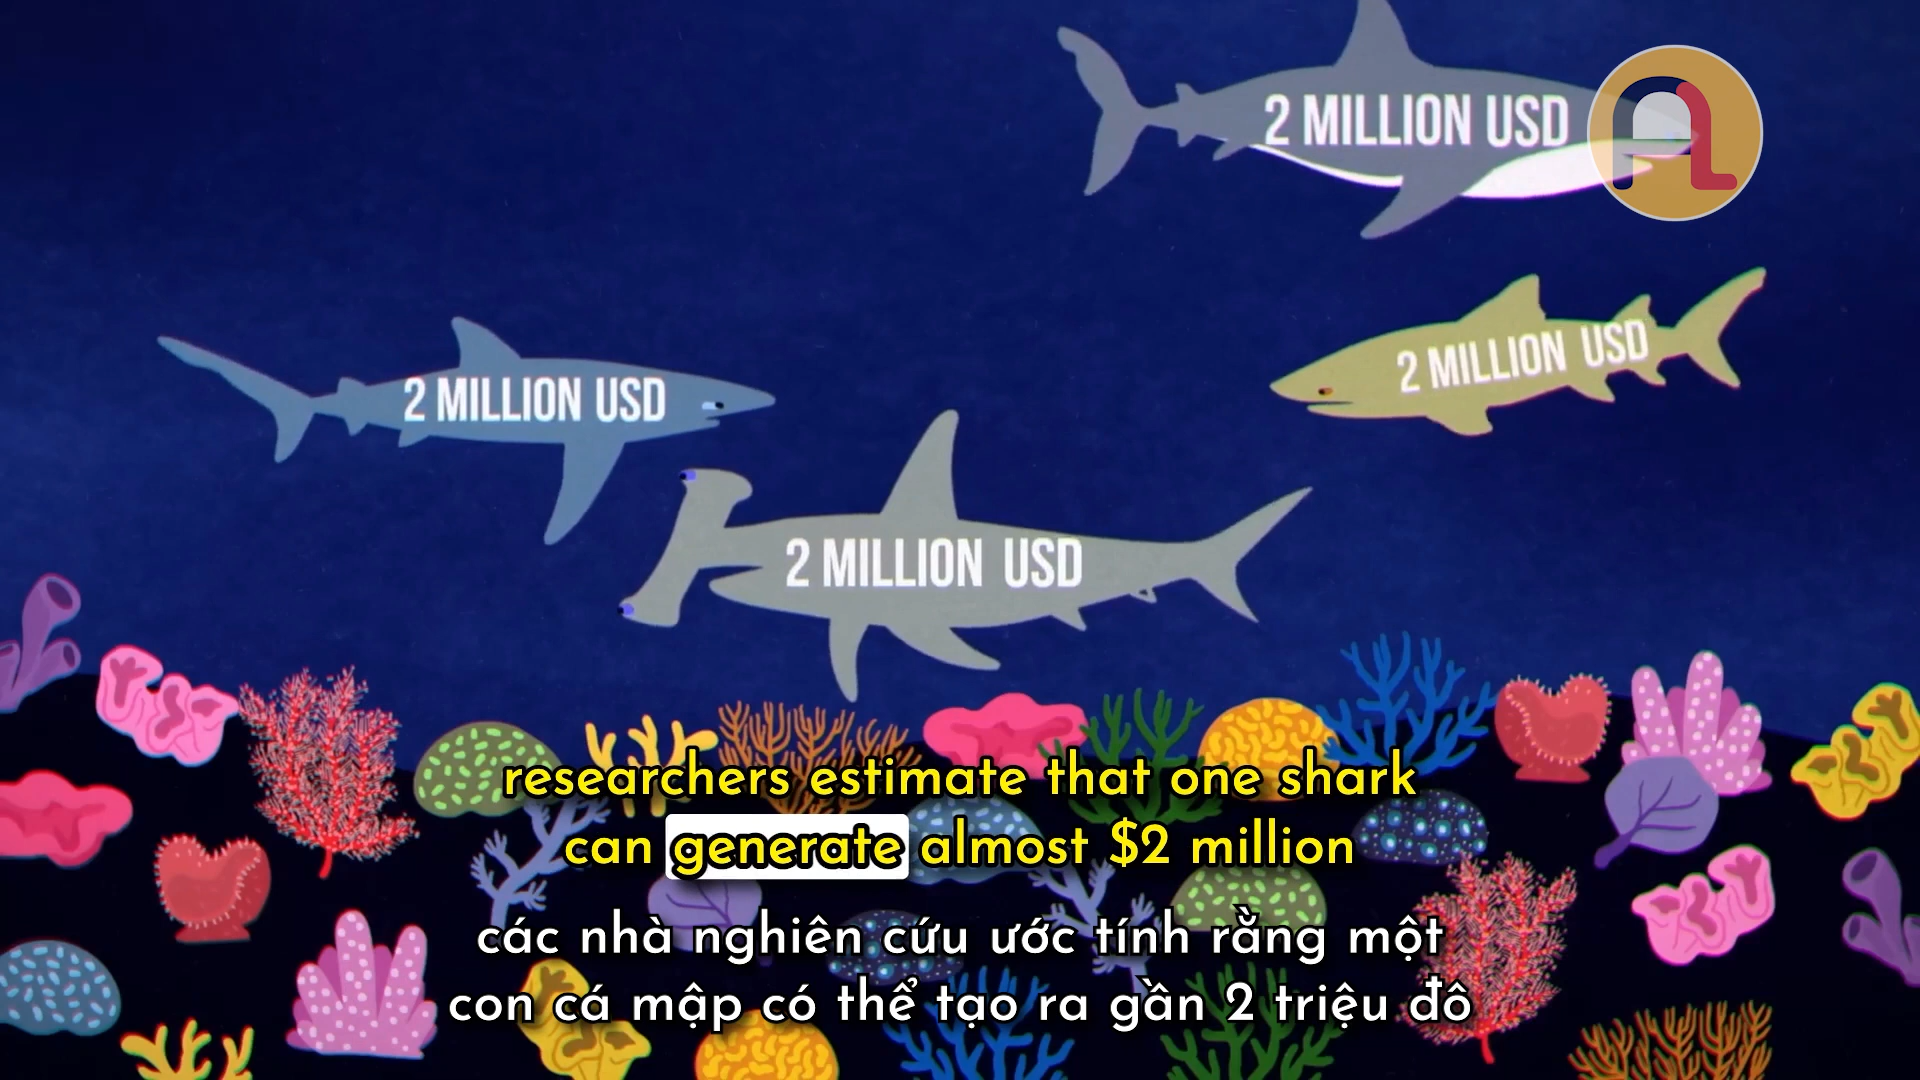 2 MILLION USD
2 MILLION USD
2 MILLION USD
2 MILLION USD
researchers estimate that one shark
can generate almost $2 million
các nhà nghiên cứu ước tính rằng một
con cá mập có thể tạo ra gần 2 triệu đô